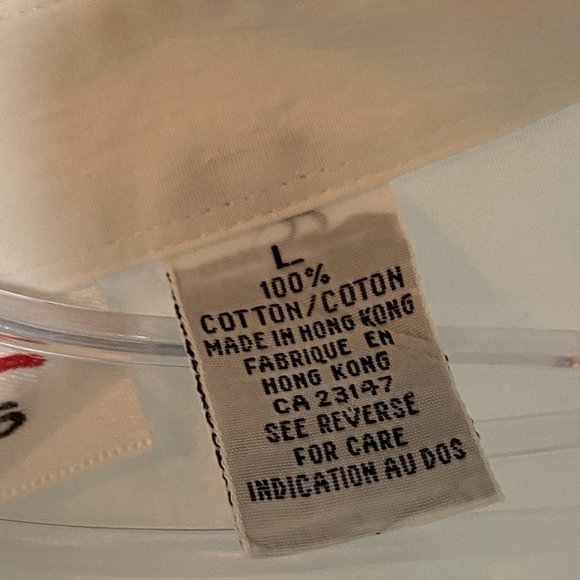 L
100%
COTTON/COTON
MADE IN HONG KONG
FABRIQUE EN
HONG KONG
CA 23147
SEE REVERSE
FOR CARE
INDICATION AU DOS